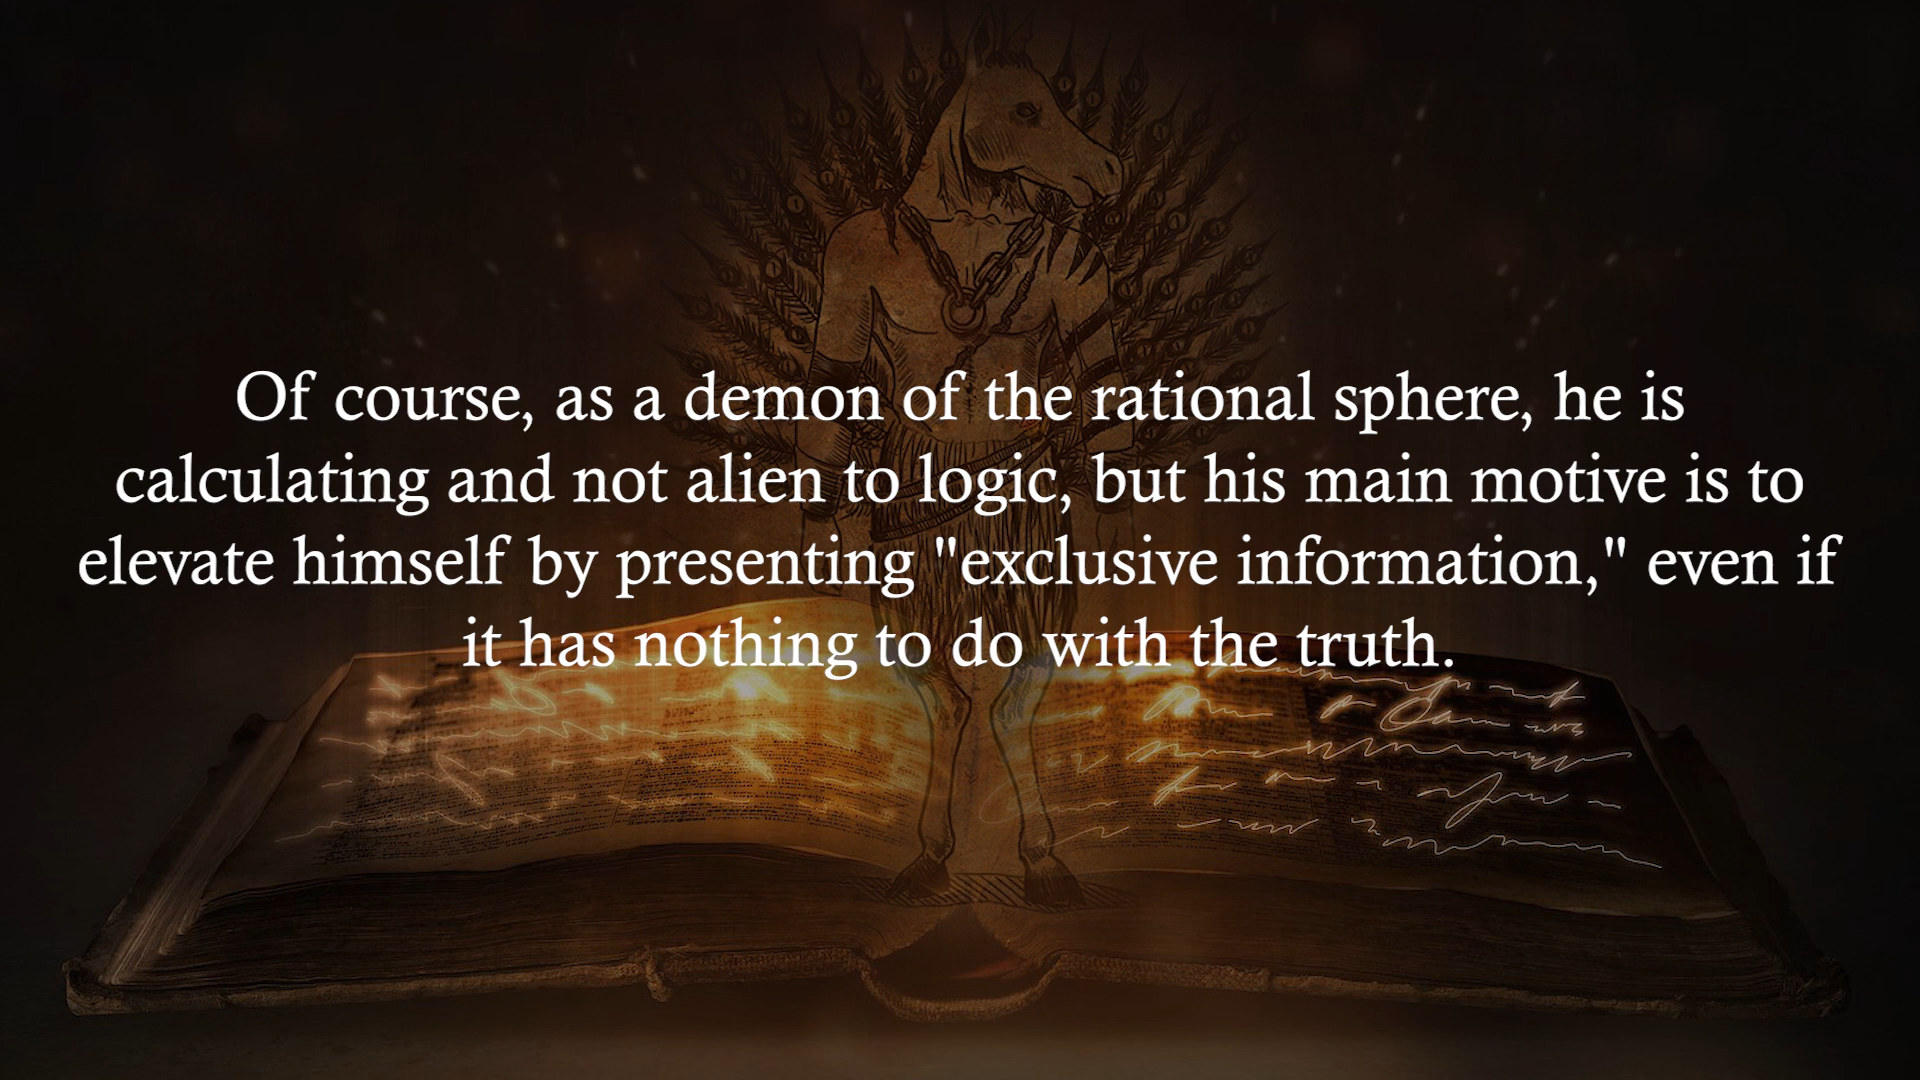 Of course, as a demon of the rational sphere, he is
calculating and not alien to logic, but his main motive is to
elevate himself by presenting "exclusive information," even if
it has nothing to do with the truth.